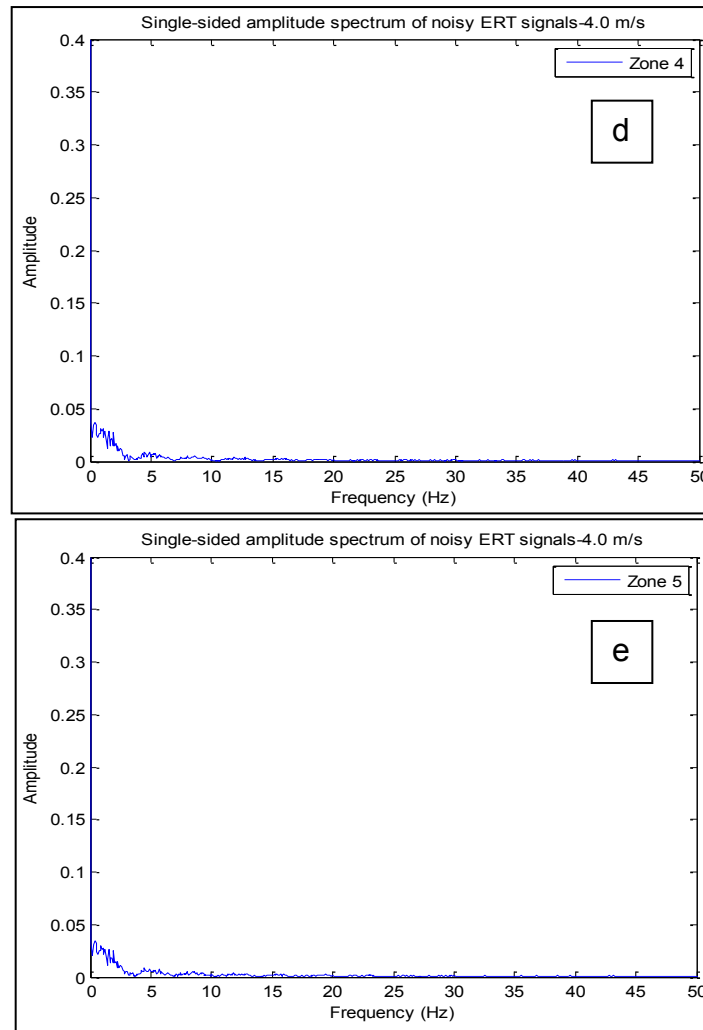 Single-sided amplitude spectrum of noisy ERT signals-4.0 m/s
0.4
Zone 4
0.35
d
0.3
0.25
0.2
0.15
0.1
0.05
0
Amplitude
0 5 10 15 20 25 30 35 40 45 50
Frequency (Hz)
Single-sided amplitude spectrum of noisy ERT signals-4.0 m/s
0.4
Zone 5
0.35
e
0.3
0.25
0.2
0.15
0.1
0.05
0
Amplitude
0 5 10 15 20 25 30 35 40 45 50
Frequency (Hz)